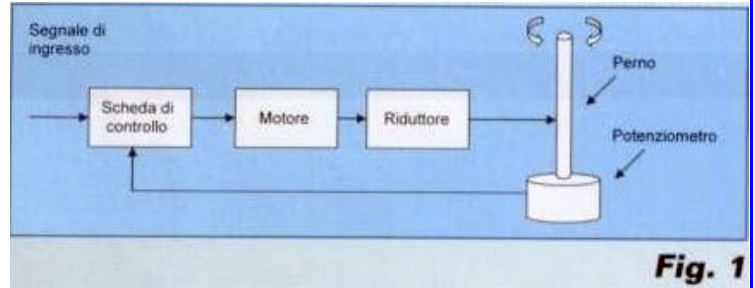 Segnale di
ingresso
Scheda di
controllo
Motore
Riduttore
Perno
Potenziometro
Fig. 1